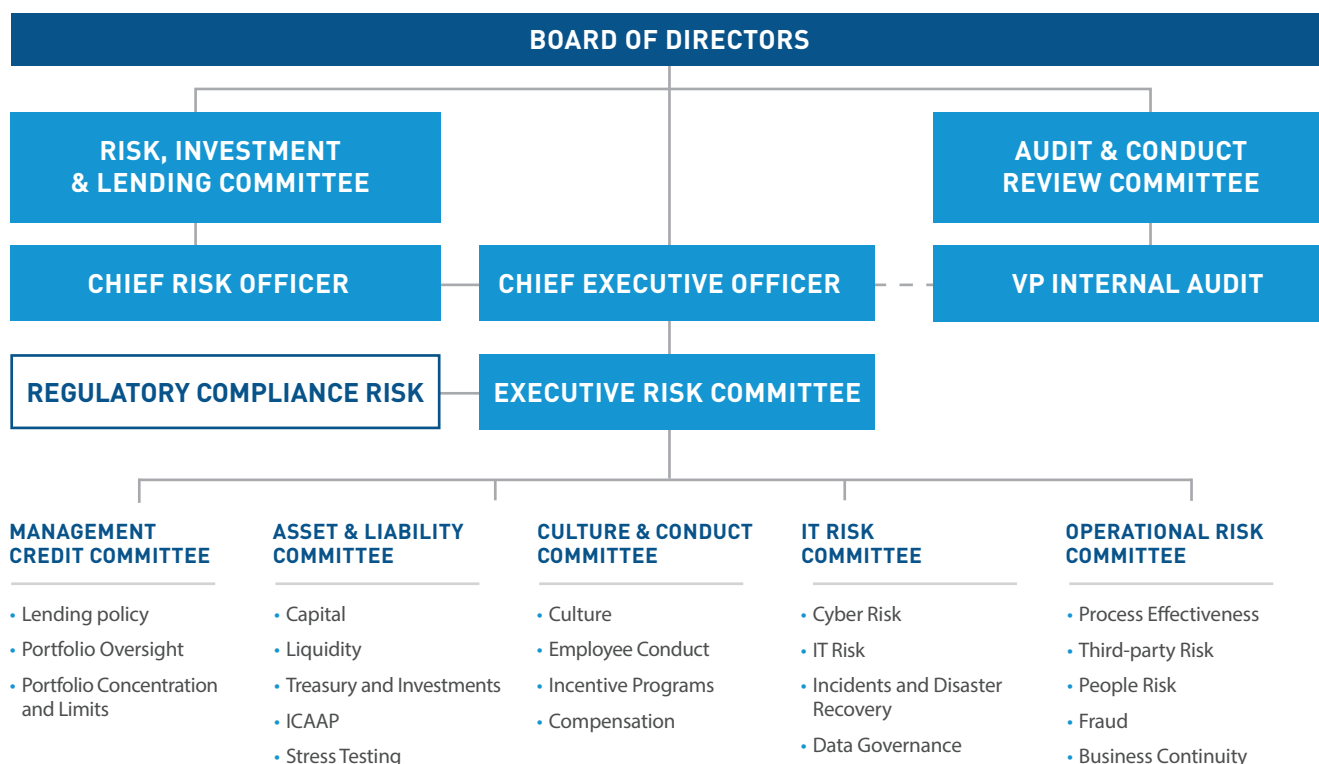 BOARD OF DIRECTORS
RISK, INVESTMENT
& LENDING COMMITTEE
AUDIT & CONDUCT
REVIEW COMMITTEE
CHIEF RISK OFFICER
CHIEF EXECUTIVE OFFICER
VP INTERNAL AUDIT
REGULATORY COMPLIANCE RISK
EXECUTIVE RISK COMMITTEE
MANAGEMENT
CREDIT COMMITTEE
• Lending policy
• Portfolio Oversight
• Portfolio Concentration
and Limits
ASSET & LIABILITY
COMMITTEE
• Capital
• Liquidity
• Treasury and Investments
• ICAAP
• Stress Testing
CULTURE & CONDUCT
COMMITTEE
• Culture
• Employee Conduct
• Incentive Programs
• Compensation
IT RISK
COMMITTEE
• Cyber Risk
• IT Risk
• Incidents and Disaster
Recovery
• Data Governance
OPERATIONAL RISK
COMMITTEE
• Process Effectiveness
• Third-party Risk
• People Risk
• Fraud
• Business Continuity